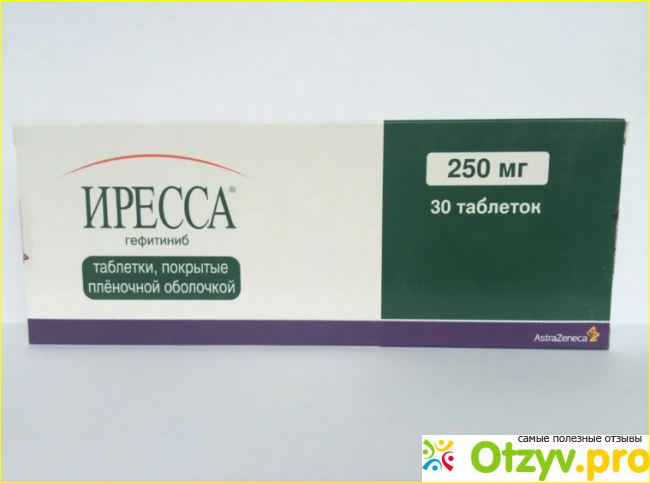 ИРЕССА®
гефитиниб
таблетки, покрытые
плёночной оболочкой
250 мг
30 таблеток
AstraZeneca
самые полезные отзывы
Otzyv.pro